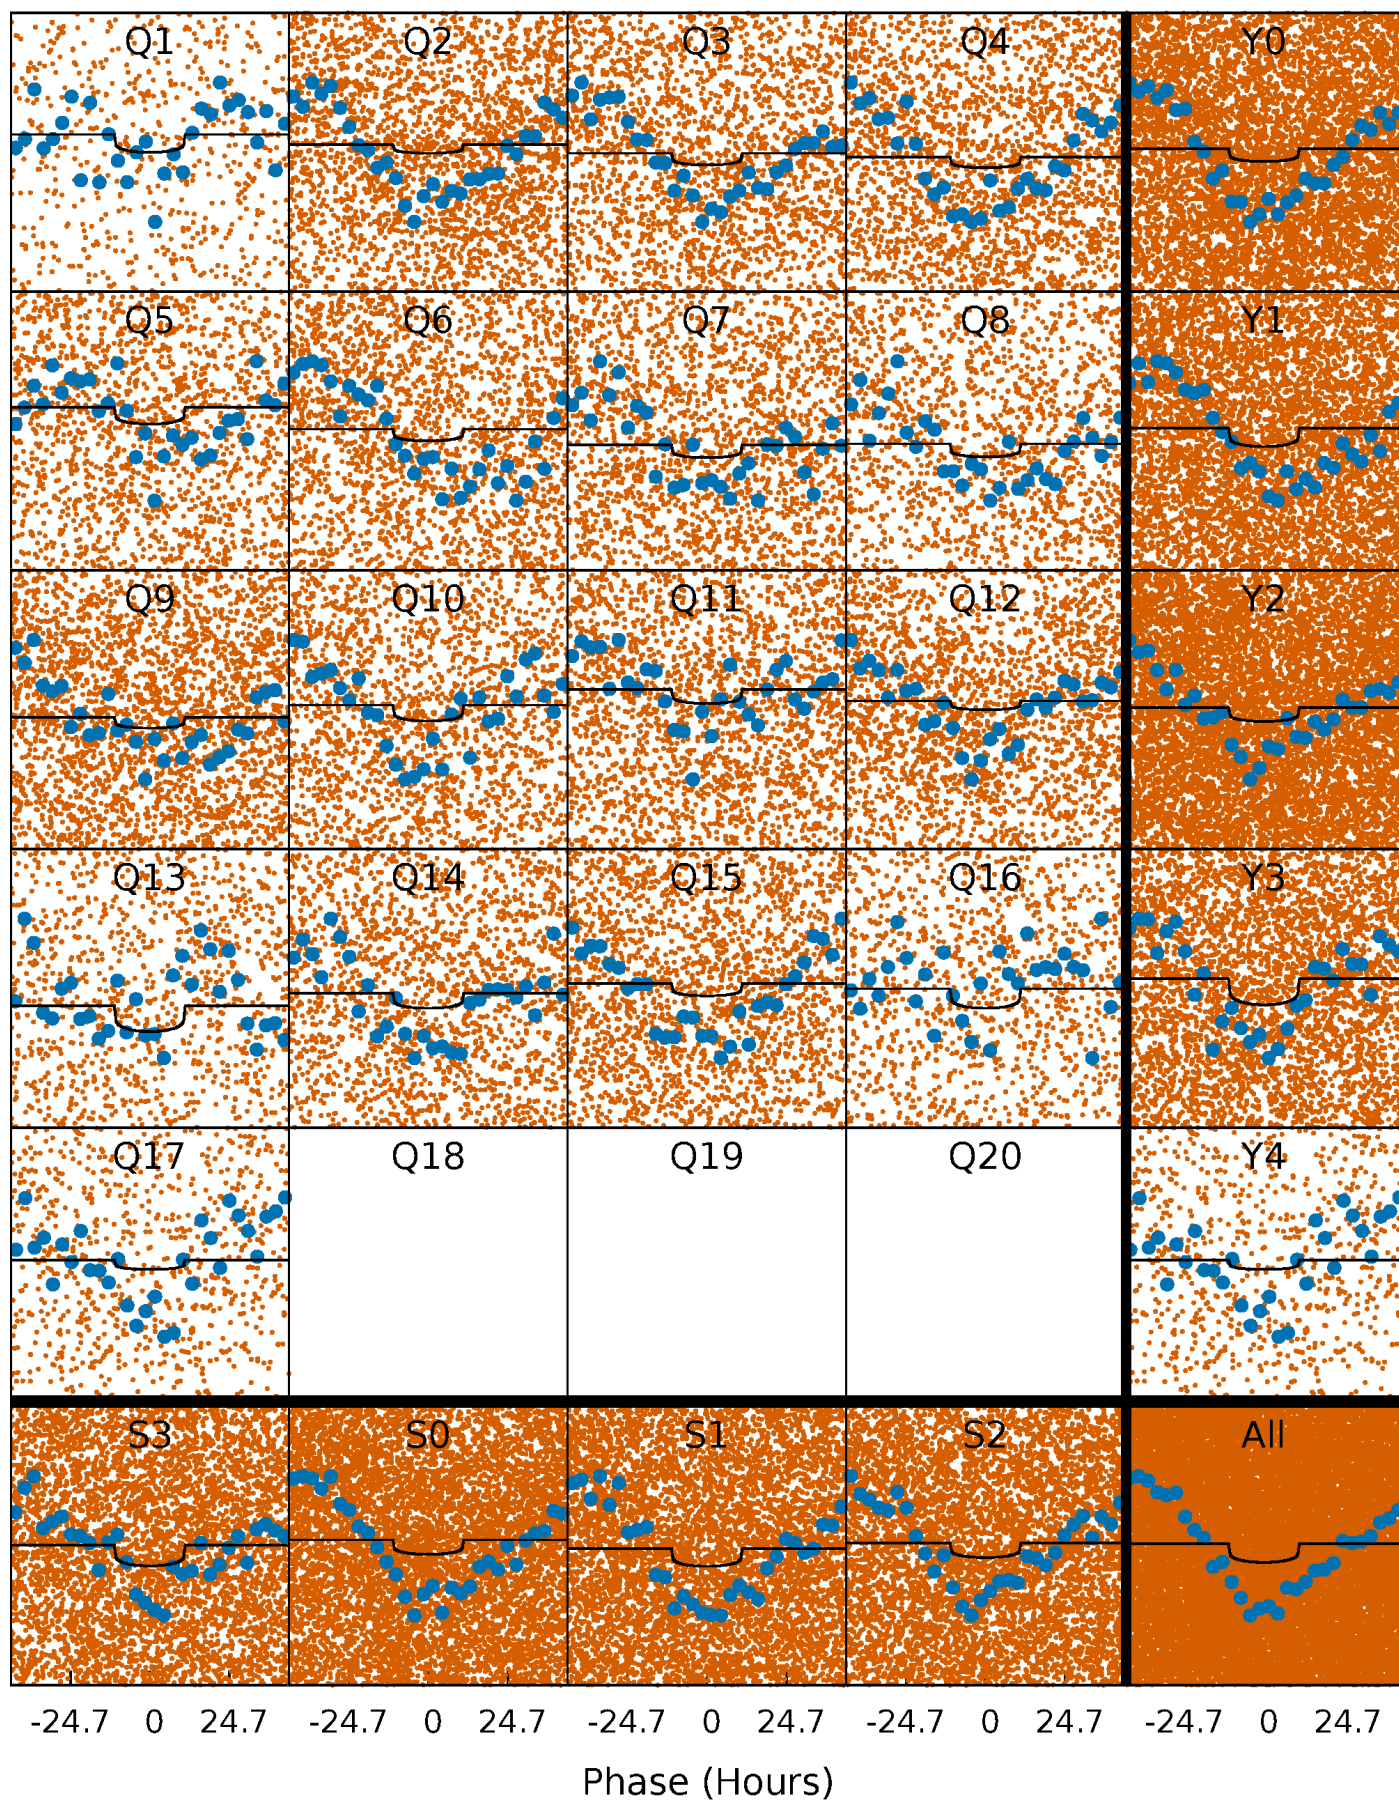 Q1 Q2 Q3 Q4 Y0
Q5 Q6 Q7 Q8 Y1
Q9 Q10 Q11 Q12 Y2
Q13 Q14 Q15 Q16 Y3
Q17 Q18 Q19 Q20 Y4
S3 S0 S1 S2 All
-24.7 0 24.7 -24.7 0 24.7 -24.7 0 24.7 -24.7 0 24.7 -24.7 0 24.7
Phase (Hours)